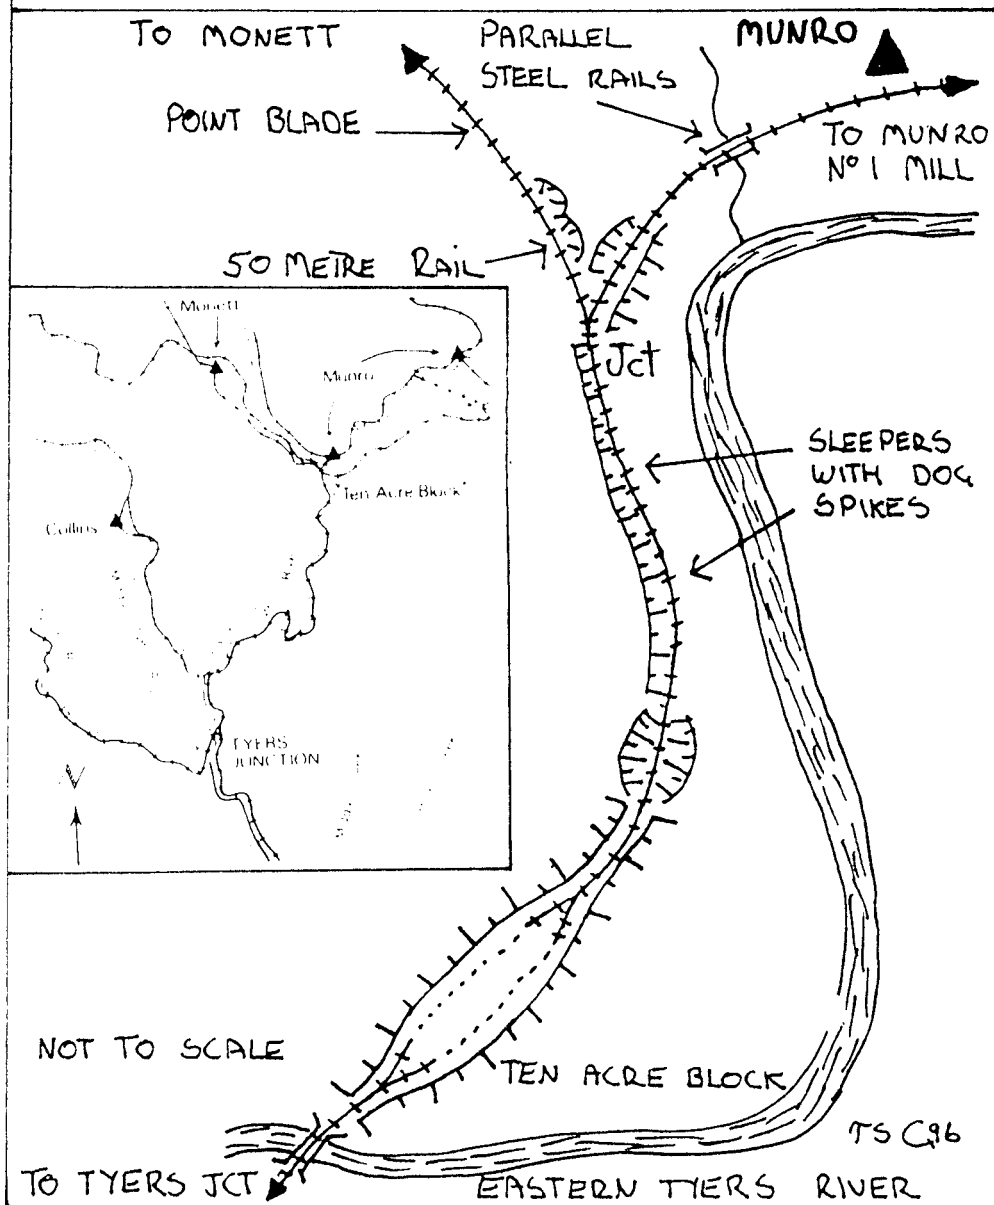 TO MONETT
PARALLEL
STEEL RAILS
MUNRO
POINT BLADE
TO MUNRO
Nº 1 MILL
50 METRE RAIL
Jct
Monett
Munro
"Ten Acre Block"
Collins
TYERS
JUNCTION
N
SLEEPERS
WITH DOG
SPIKES
NOT TO SCALE
TEN ACRE BLOCK
TSC96
TO TYERS JCT
EASTERN TYERS RIVER